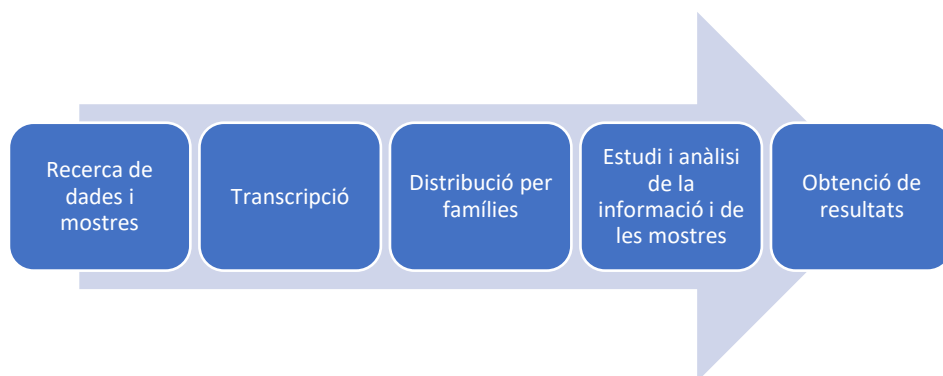 Recerca de
dades i
mostres
Transcripció
Distribució per
famílies
Estudi i anàlisi
de la
informació i de
les mostres
Obtenció de
resultats